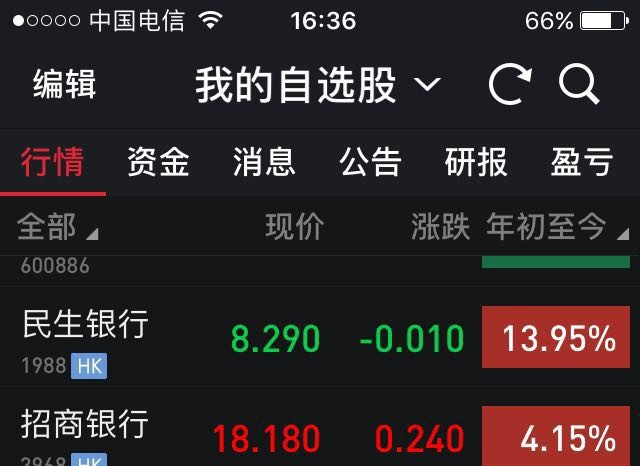 中国电信 16:36 66%
编辑 我的自选股
行情 资金 消息 公告 研报 盈亏
全部 现价 涨跌 年初至今
600886
民生银行 8.290 -0.010 13.95%
1988 HK
招商银行 18.180 0.240 4.15%
3968 HK